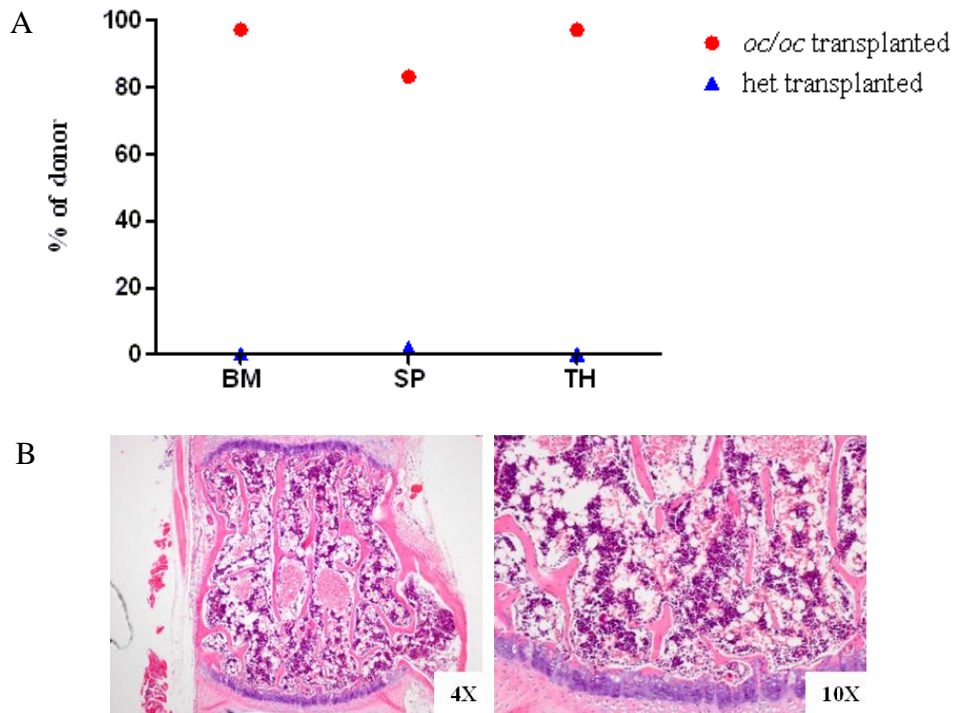 A
100
80
60
40
20
0
% of donor
BM SP TH
oc/oc transplanted
het transplanted
B
4X
10X